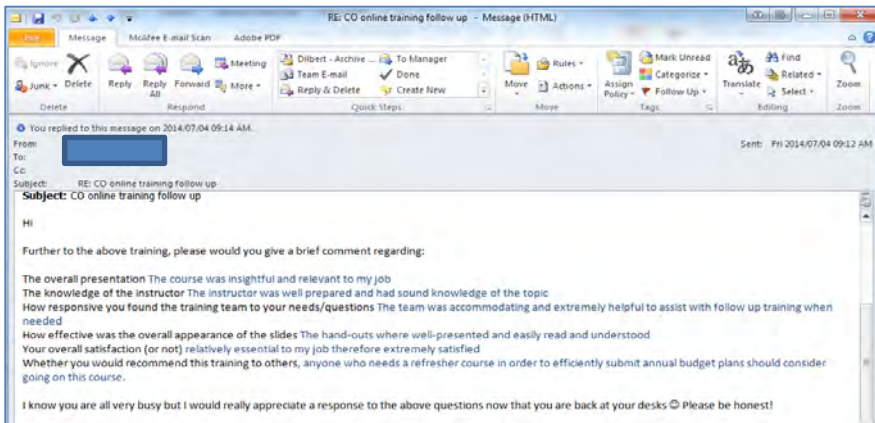 RE: CO online training follow up - Message (HTML)
File Message McAfee E-mail Scan Adobe PDF
Ignore Meeting Dilbert - Archive ... To Manager Rules Mark Unread Find
Team E-mail Done Categorize Related
Junk Delete Reply Reply All Forward More Reply & Delete Create New Move Actions Assign Policy Follow Up Translate Select Zoom
Delete Respond Quick Steps Move Tags Editing Zoom
You replied to this message on 2014/07/04 09:14 AM.
From: Sent: Fri 2014/07/04 09:12 AM
To:
Cc:
Subject: RE: CO online training follow up
Subject: CO online training follow up
Hi
Further to the above training, please would you give a brief comment regarding:
The overall presentation The course was insightful and relevant to my job
The knowledge of the instructor The instructor was well prepared and had sound knowledge of the topic
How responsive you found the training team to your needs/questions The team was accommodating and extremely helpful to assist with follow up training when
needed
How effective was the overall appearance of the slides The hand-outs where well-presented and easily read and understood
Your overall satisfaction (or not) relatively essential to my job therefore extremely satisfied
Whether you would recommend this training to others, anyone who needs a refresher course in order to efficiently submit annual budget plans should consider
going on this course.
I know you are all very busy but I would really appreciate a response to the above questions now that you are back at your desks ☺ Please be honest!